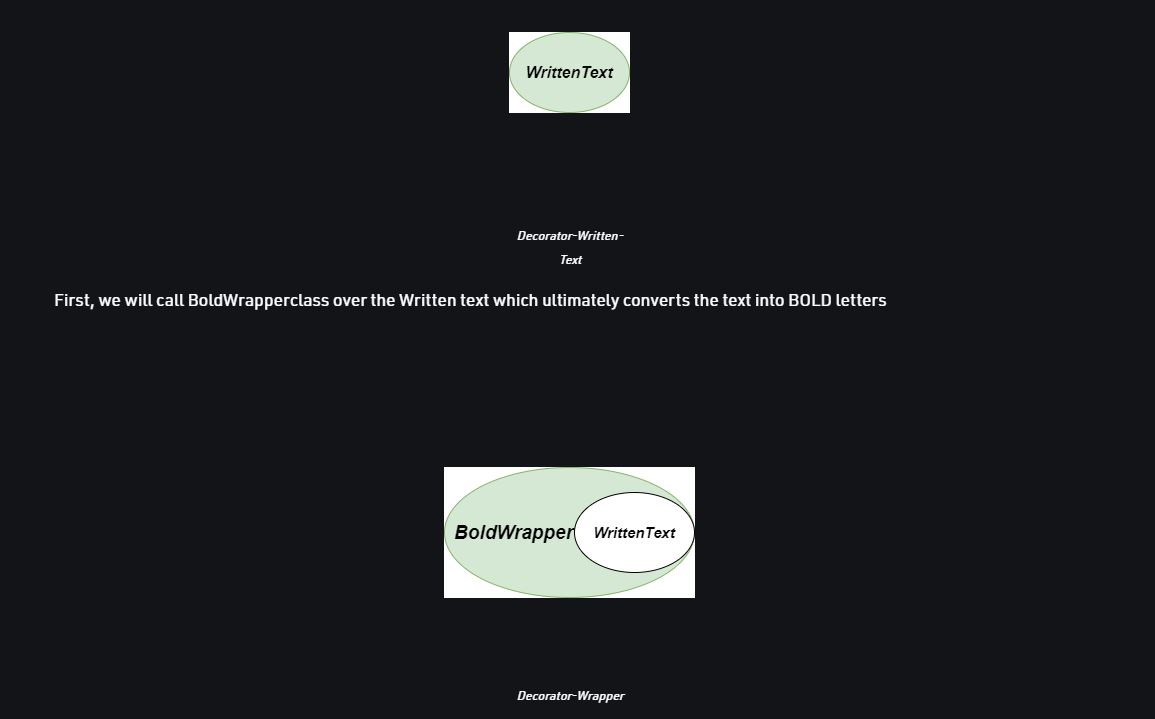 WrittenText
Decorator-Written-
Text
First, we will call BoldWrapperclass over the Written text which ultimately converts the text into BOLD letters
BoldWrapper WrittenText
Decorator-Wrapper